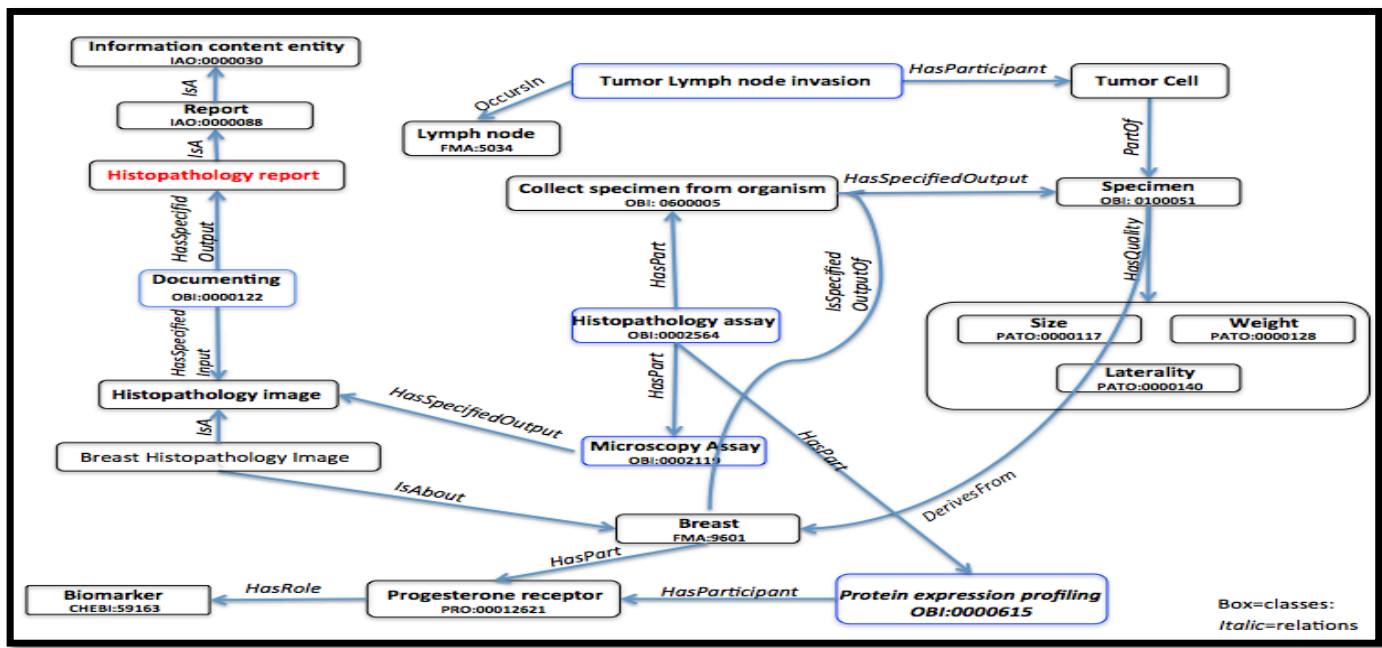 Information content entity
IAO:0000030
IsA
Report
IAO:0000088
IsA
Histopathology report
HasSpecifid
Output
Documenting
OBI:0000122
HasSpecified
Input
Histopathology image
IsA
Breast Histopathology Image
Tumor Lymph node invasion
HasParticipant
Tumor Cell
OccursIn
Lymph node
FMA:5034
PartOf
Collect specimen from organism
OBI: 0600005
HasSpecifiedOutput
Specimen
OBI: 0100051
HasPart
IsSpecified
OutputOf
HasQuality
Histopathology assay
OBI:0002564
Size
PATO:0000117
Weight
PATO:0000128
Laterality
PATO:0000140
HasPart
HasSpecifiedOutput
Microscopy Assay
OBI:0002119
HasPart
IsAbout
DerivesFrom
Breast
FMA:9601
HasPart
Biomarker
CHEBI:59163
HasRole
Progesterone receptor
PRO:00012621
HasParticipant
Protein expression profiling
OBI:0000615
Box=classes:
Italic=relations